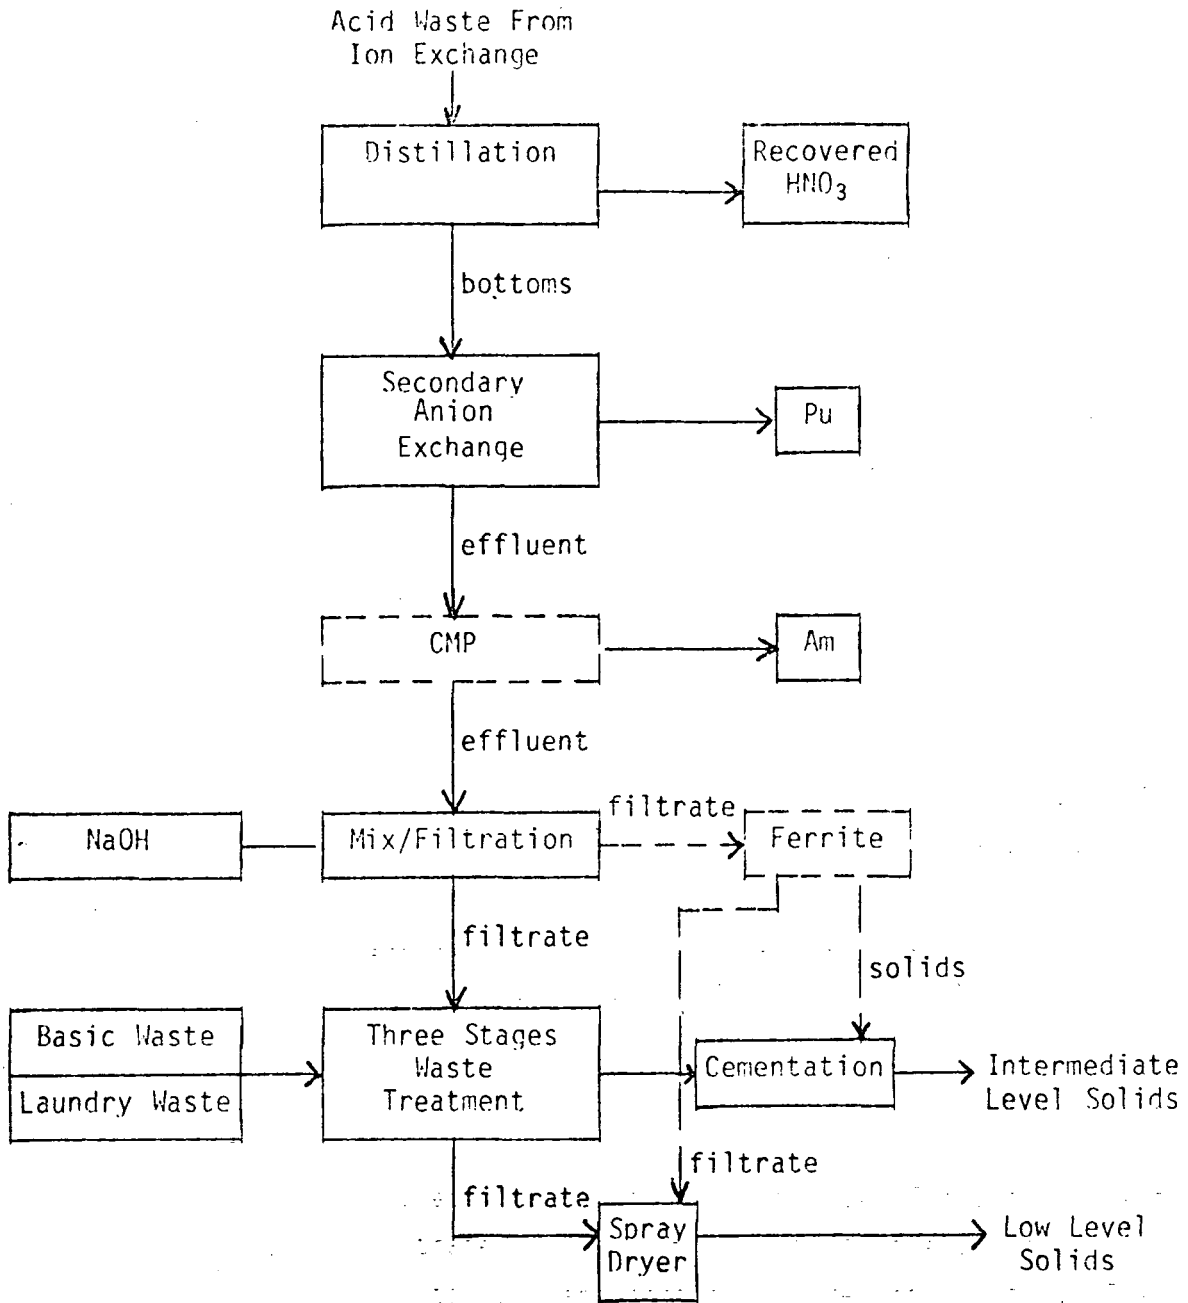 Acid Waste From
Ion Exchange
Distillation
Recovered
HNO3
bottoms
Secondary
Anion
Exchange
Pu
effluent
CMP
Am
effluent
NaOH
Mix/Filtration
filtrate
Ferrite
filtrate
solids
Basic Waste
Laundry Waste
Three Stages
Waste
Treatment
Cementation
Intermediate
Level Solids
filtrate
filtrate
Spray
Dryer
Low Level
Solids